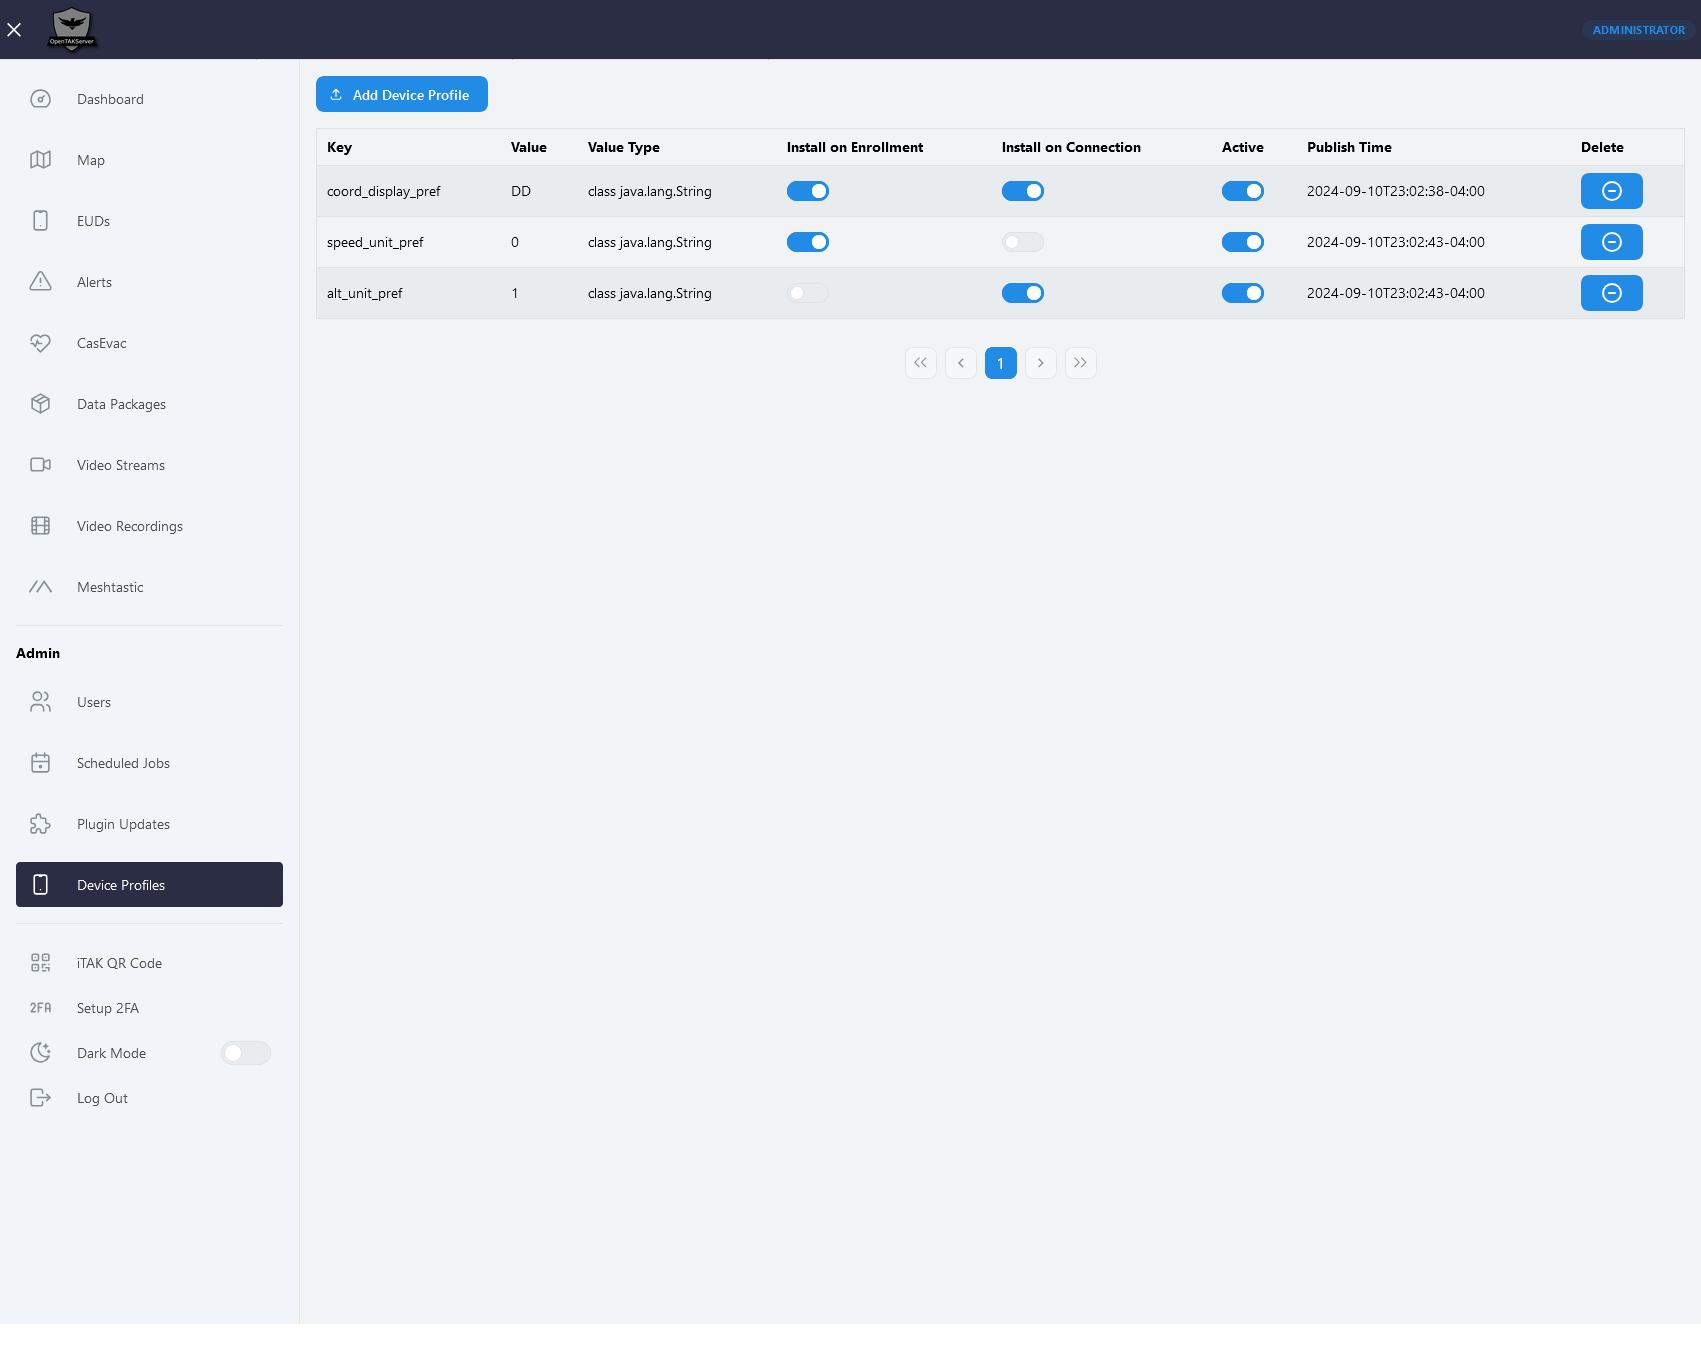 OpenTAKServer
ADMINISTRATOR
Dashboard
Map
EUDs
Alerts
CasEvac
Data Packages
Video Streams
Video Recordings
Meshtastic
Admin
Users
Scheduled Jobs
Plugin Updates
Device Profiles
iTAK QR Code
2FA Setup 2FA
Dark Mode
Log Out
Add Device Profile
Key Value Value Type Install on Enrollment Install on Connection Active Publish Time Delete
coord_display_pref DD class java.lang.String 2024-09-10T23:02:38-04:00
speed_unit_pref 0 class java.lang.String 2024-09-10T23:02:43-04:00
alt_unit_pref 1 class java.lang.String 2024-09-10T23:02:43-04:00
1